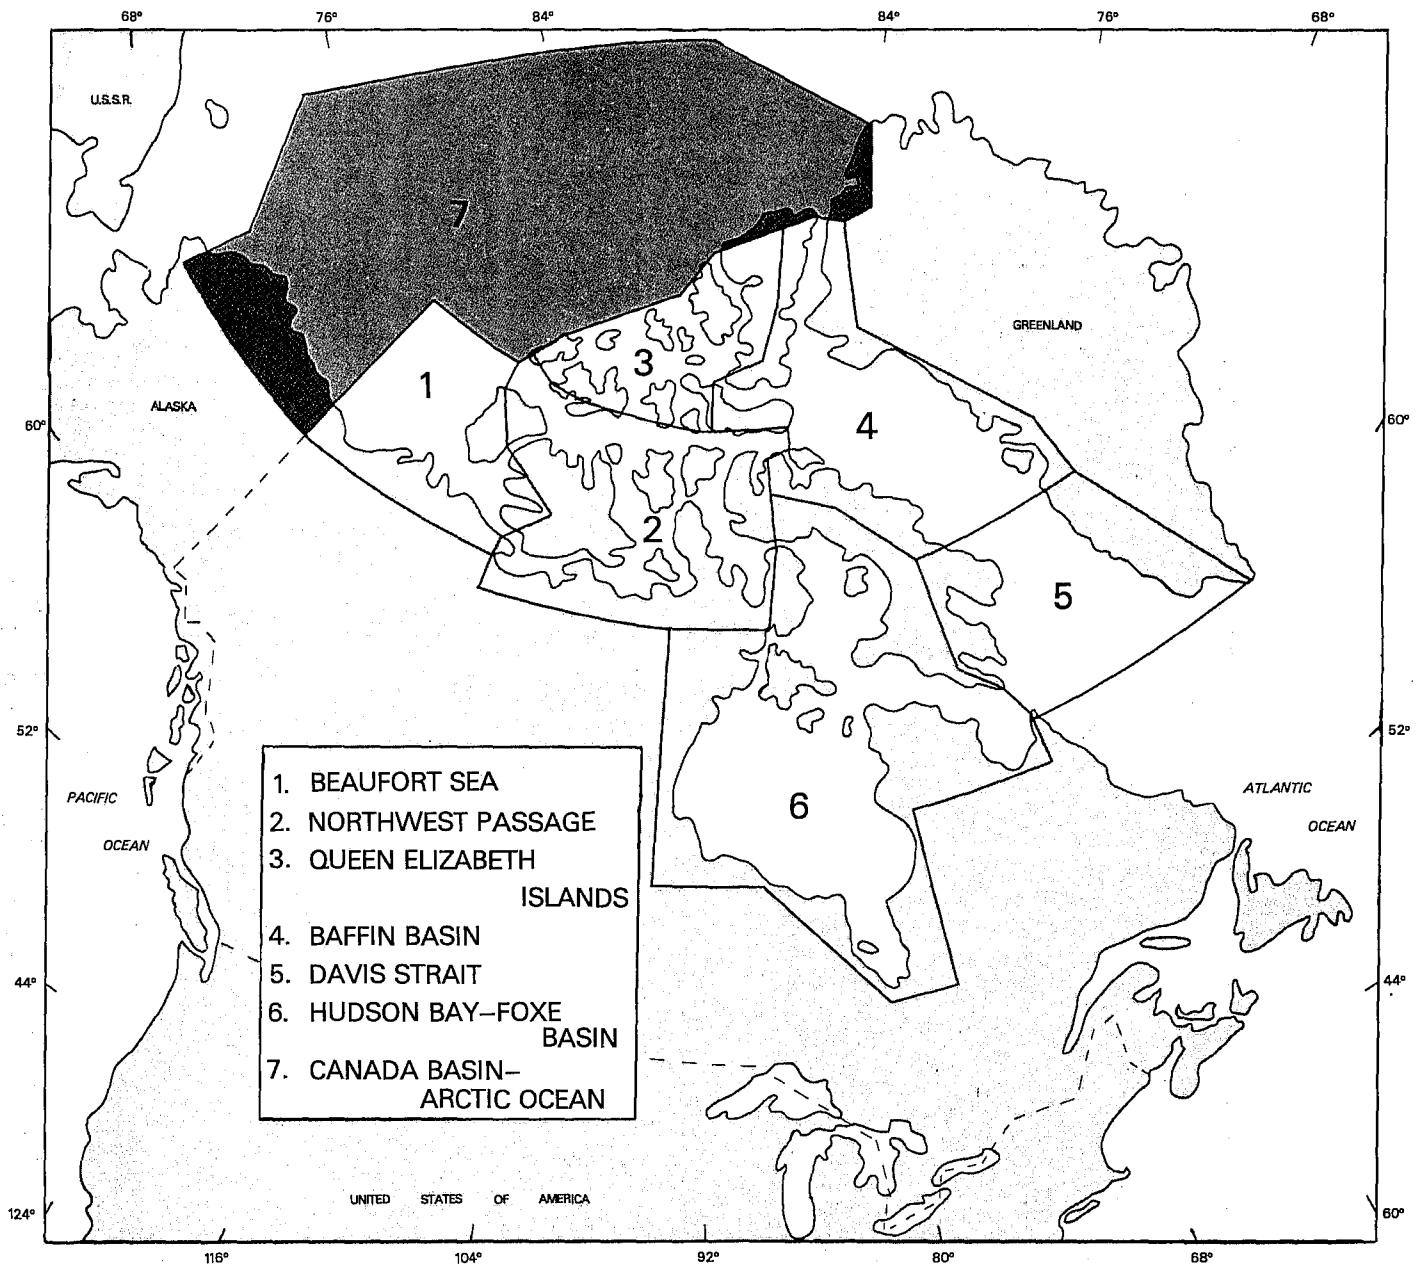 68° 76° 84° 84° 76° 68°
U.S.S.R.
7
GREENLAND
3
1
ALASKA
4
60° 60°
2
5
52° 52°
1. BEAUFORT SEA
PACIFIC
OCEAN
ATLANTIC
OCEAN
6
2. NORTHWEST PASSAGE
3. QUEEN ELIZABETH
ISLANDS
4. BAFFIN BASIN
5. DAVIS STRAIT
44° 44°
6. HUDSON BAY–FOXE
BASIN
7. CANADA BASIN–
ARCTIC OCEAN
UNITED STATES OF AMERICA
124° 60°
116° 104° 92° 80° 68°